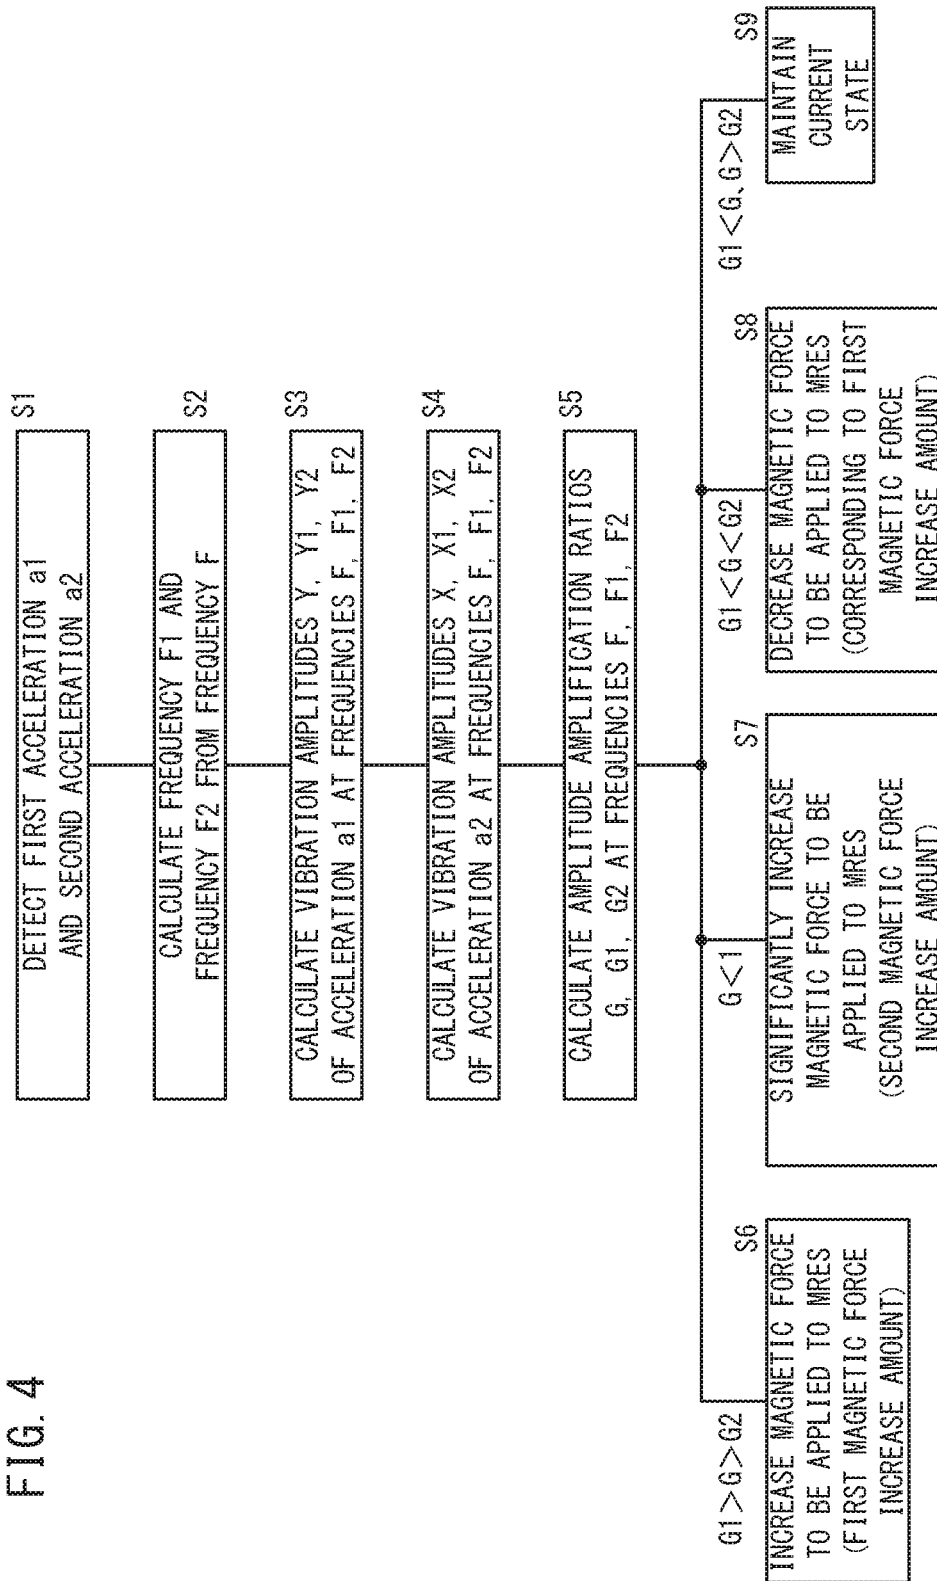 FIG. 4
S1
DETECT FIRST ACCELERATION a1
AND SECOND ACCELERATION a2
S2
CALCULATE FREQUENCY F1 AND
FREQUENCY F2 FROM FREQUENCY F
S3
CALCULATE VIBRATION AMPLITUDES Y, Y1, Y2
OF ACCELERATION a1 AT FREQUENCIES F, F1, F2
S4
CALCULATE VIBRATION AMPLITUDES X, X1, X2
OF ACCELERATION a2 AT FREQUENCIES F, F1, F2
S5
CALCULATE AMPLITUDE AMPLIFICATION RATIOS
G, G1, G2 AT FREQUENCIES F, F1, F2
G1>G>G2
S6
INCREASE MAGNETIC FORCE
TO BE APPLIED TO MRES
(FIRST MAGNETIC FORCE
INCREASE AMOUNT)
G<1
S7
SIGNIFICANTLY INCREASE
MAGNETIC FORCE TO BE
APPLIED TO MRES
(SECOND MAGNETIC FORCE
INCREASE AMOUNT)
G1<G<G2
S8
DECREASE MAGNETIC FORCE
TO BE APPLIED TO MRES
(CORRESPONDING TO FIRST
MAGNETIC FORCE
INCREASE AMOUNT)
G1<G、G>G2
S9
MAINTAIN
CURRENT
STATE